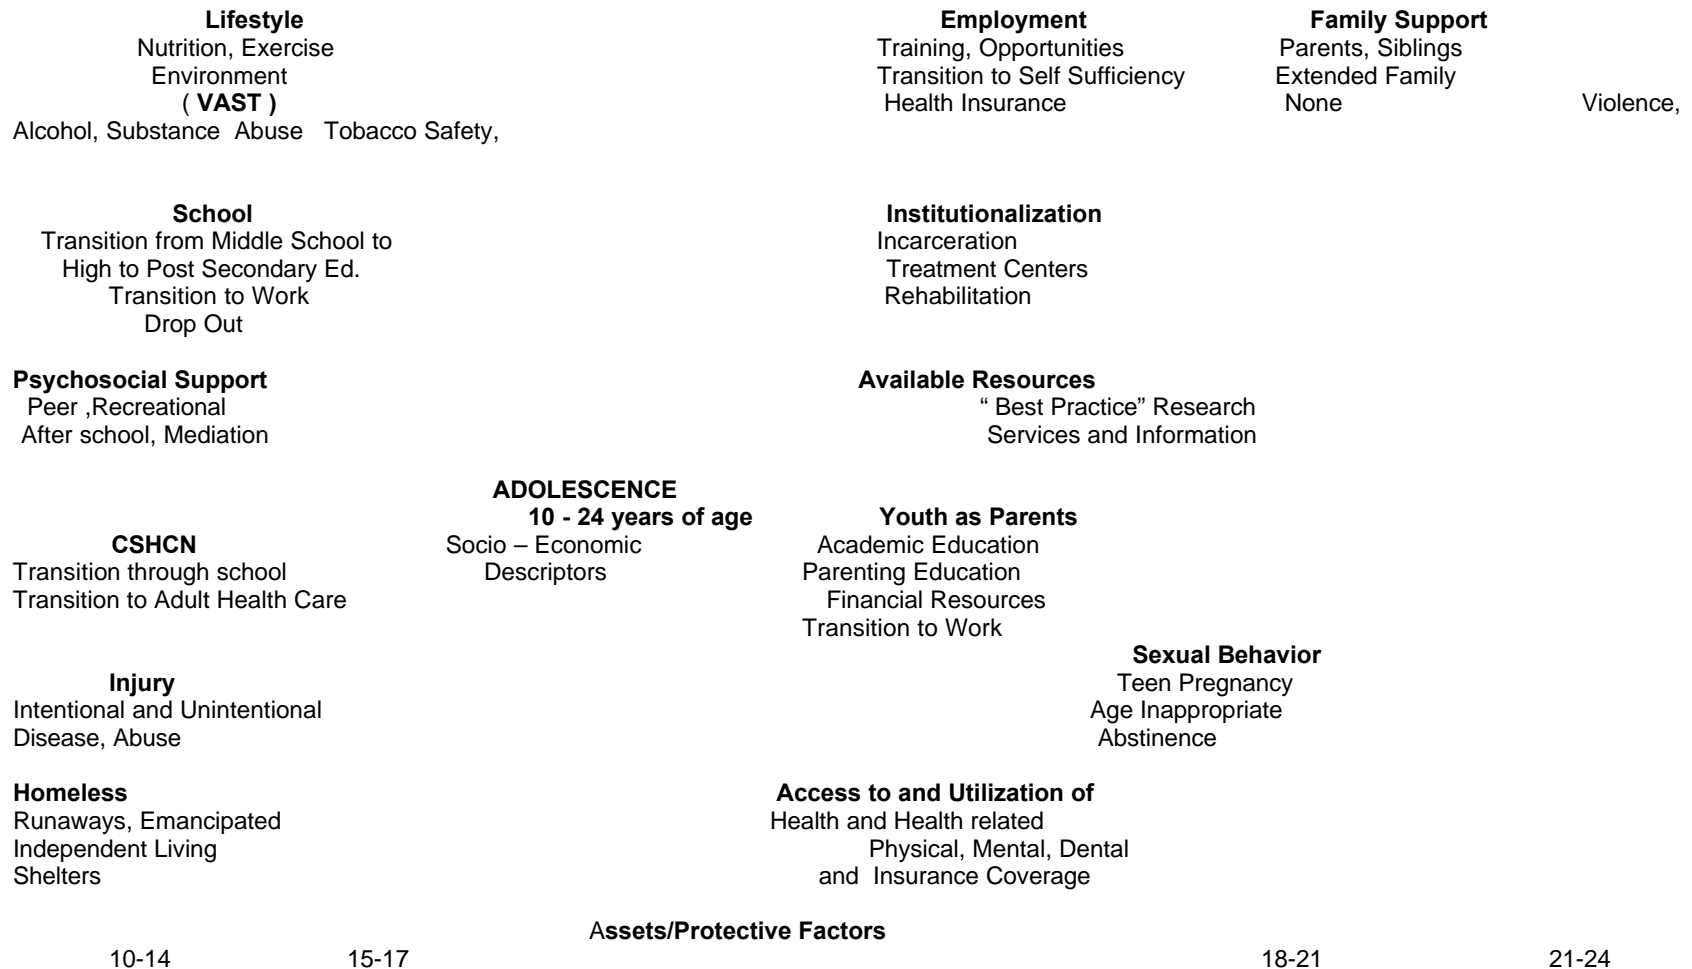 Lifestyle Employment Family Support
Nutrition, Exercise Training, Opportunities Parents, Siblings
Environment Transition to Self Sufficiency Extended Family
( VAST ) Health Insurance None Violence,
Alcohol, Substance Abuse Tobacco Safety,
School Institutionalization
Transition from Middle School to Incarceration
High to Post Secondary Ed. Treatment Centers
Transition to Work Rehabilitation
Drop Out
Psychosocial Support Available Resources
Peer ,Recreational “ Best Practice” Research
After school, Mediation Services and Information
ADOLESCENCE
10 - 24 years of age Youth as Parents
CSHCN Socio – Economic Academic Education
Transition through school Descriptors Parenting Education
Transition to Adult Health Care Financial Resources
Transition to Work
Sexual Behavior
Injury Teen Pregnancy
Intentional and Unintentional Age Inappropriate
Disease, Abuse Abstinence
Homeless Access to and Utilization of
Runaways, Emancipated Health and Health related
Independent Living Physical, Mental, Dental
Shelters and Insurance Coverage
Assets/Protective Factors
10-14 15-17 18-21 21-24